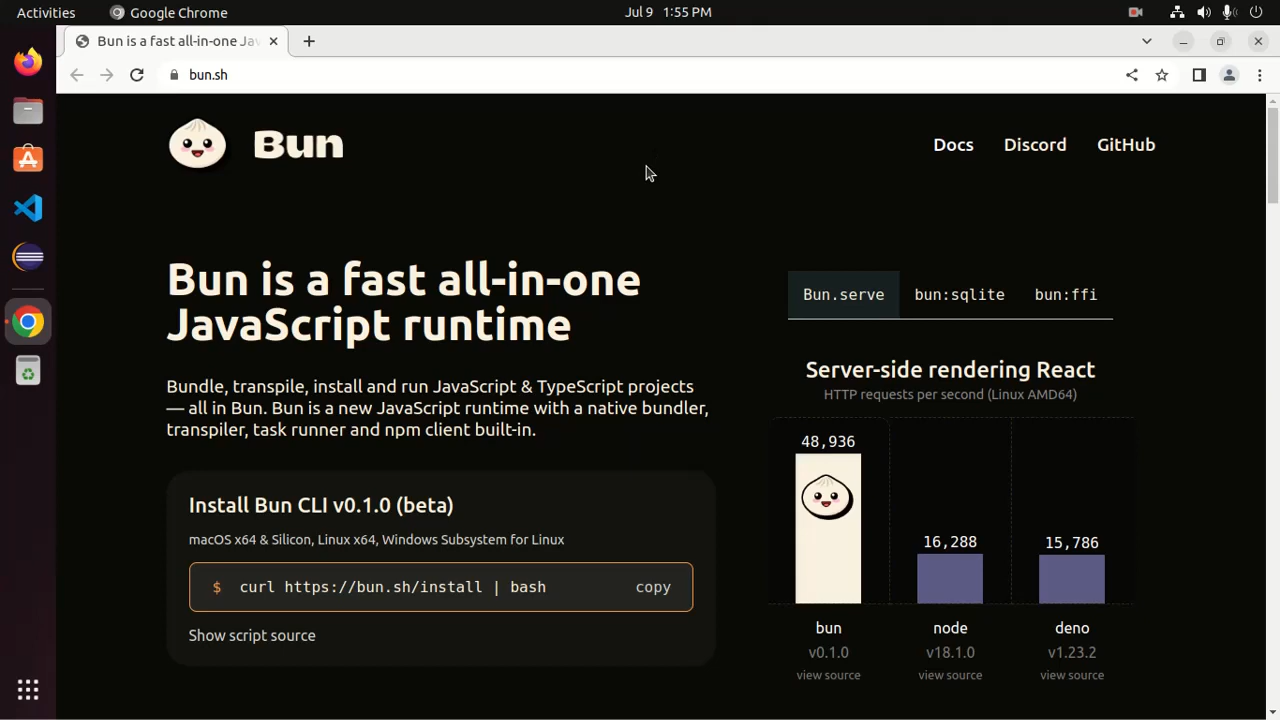 Activities
Google Chrome
Jul 9 1:55 PM
Bun is a fast all-in-one Jav
bun.sh
Bun
Docs
Discord
GitHub
Bun is a fast all-in-one
JavaScript runtime
Bundle, transpile, install and run JavaScript & TypeScript projects
— all in Bun. Bun is a new JavaScript runtime with a native bundler,
transpiler, task runner and npm client built-in.
Install Bun CLI v0.1.0 (beta)
macOS x64 & Silicon, Linux x64, Windows Subsystem for Linux
$ curl https://bun.sh/install | bash
copy
Show script source
Bun.serve
bun:sqlite
bun:ffi
Server-side rendering React
HTTP requests per second (Linux AMD64)
48,936
16,288
15,786
bun
node
deno
v0.1.0
v18.1.0
v1.23.2
view source
view source
view source